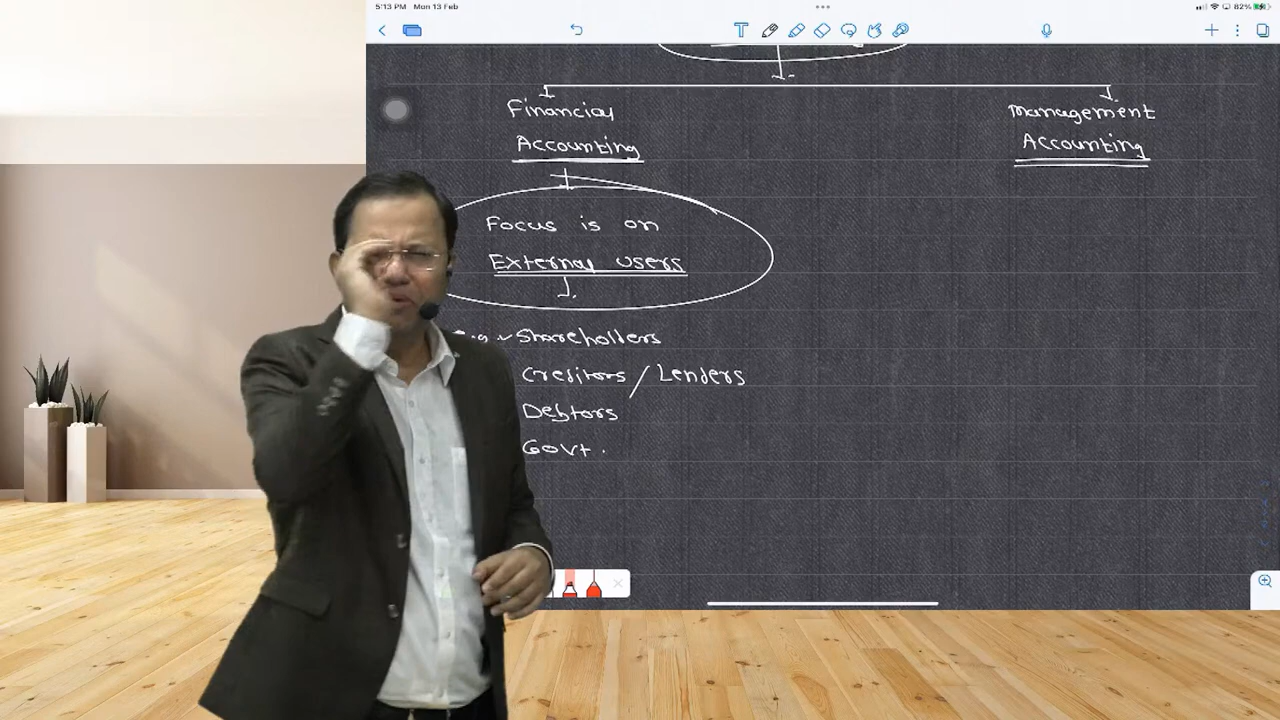 5:13 PM Mon 13 Feb
82%
Financial
Accounting
Management
Accounting
Focus is on
External users
Shareholders
Creditors / Lenders
Debtors
Govt.